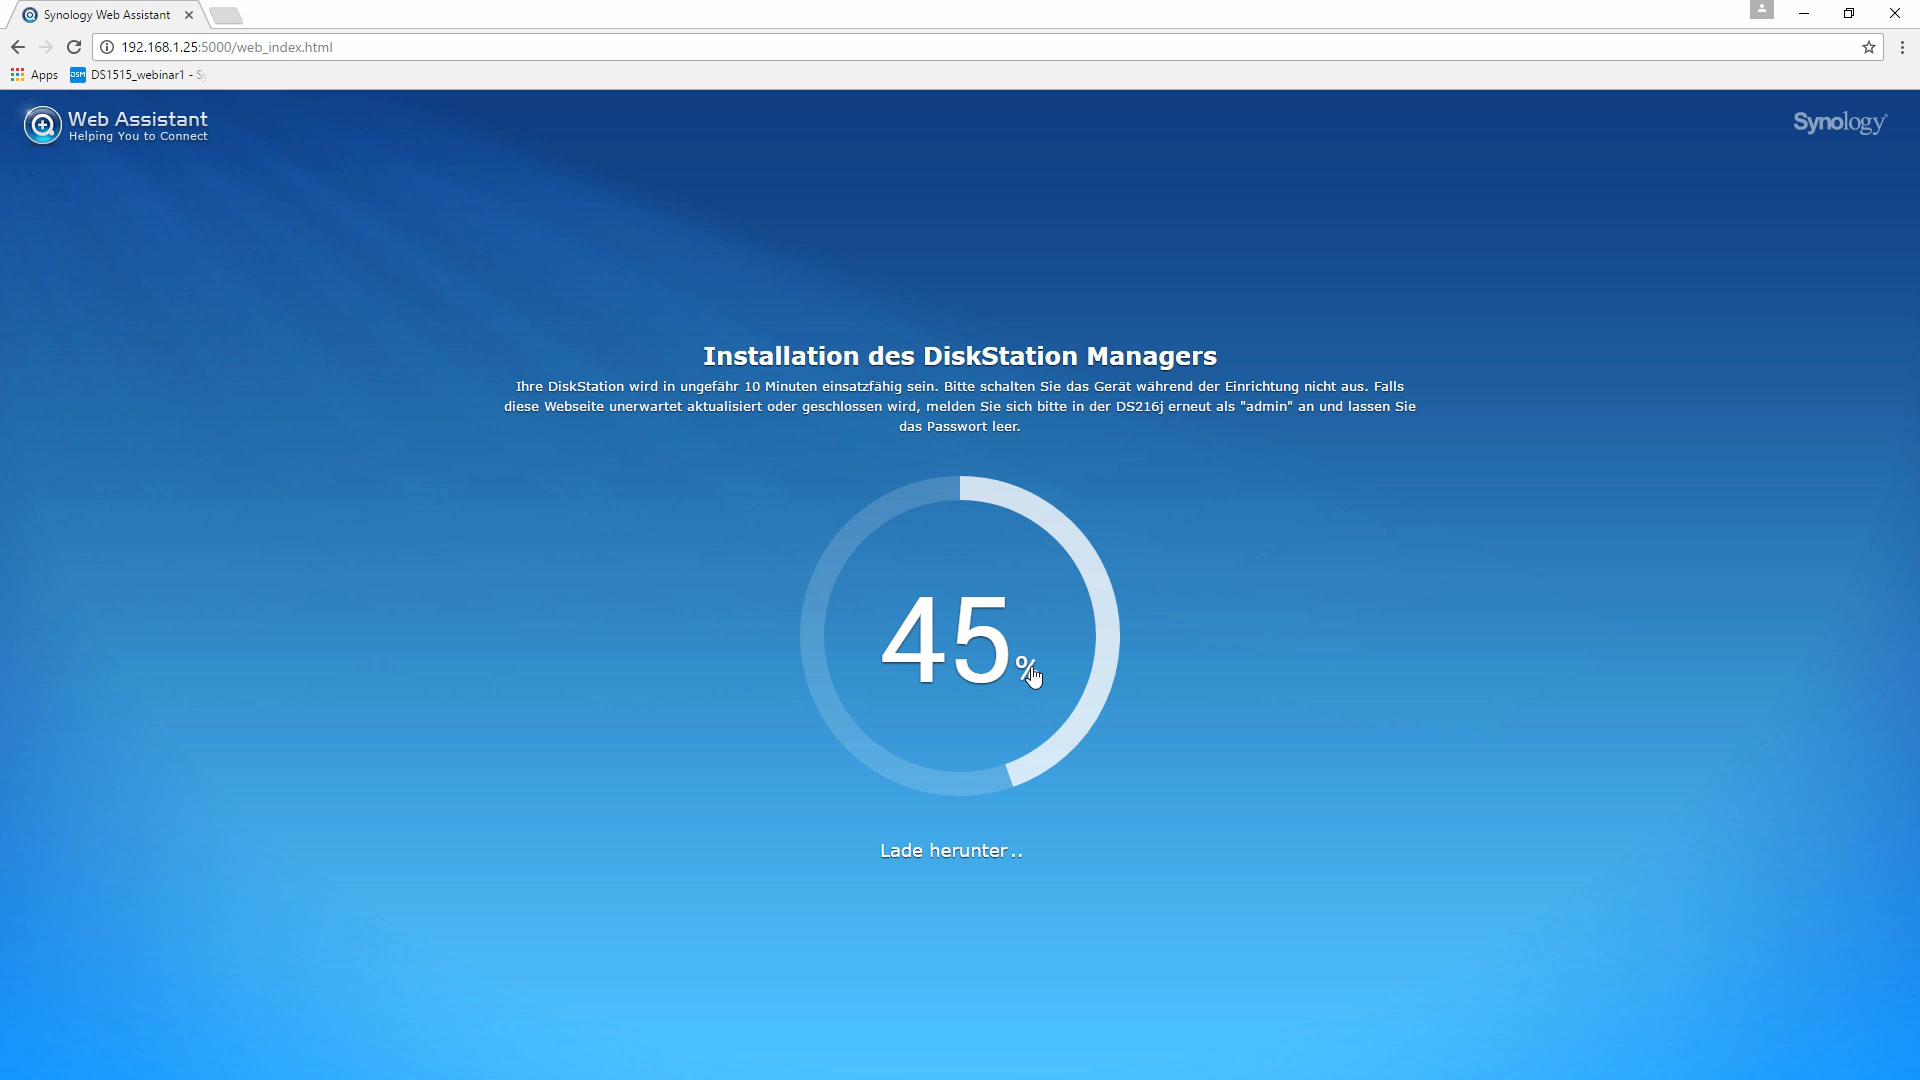 Synology Web Assistant
192.168.1.25:5000/web_index.html
Apps
DSM
DS1515_webinar1 - Sy
Web Assistant
Helping You to Connect
Synology
Installation des DiskStation Managers
Ihre DiskStation wird in ungefähr 10 Minuten einsatzfähig sein. Bitte schalten Sie das Gerät während der Einrichtung nicht aus. Falls
diese Webseite unerwartet aktualisiert oder geschlossen wird, melden Sie sich bitte in der DS216j erneut als "admin" an und lassen Sie
das Passwort leer.
45%
Lade herunter..